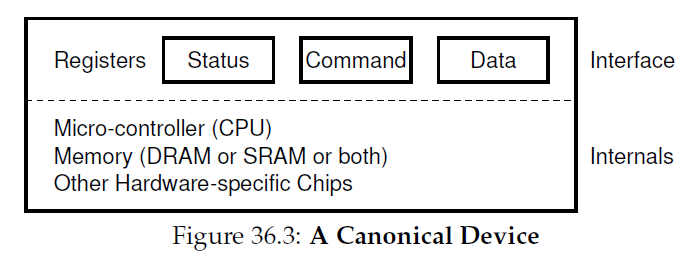 Registers Status Command Data Interface
Micro-controller (CPU)
Memory (DRAM or SRAM or both) Internals
Other Hardware-specific Chips
Figure 36.3: A Canonical Device